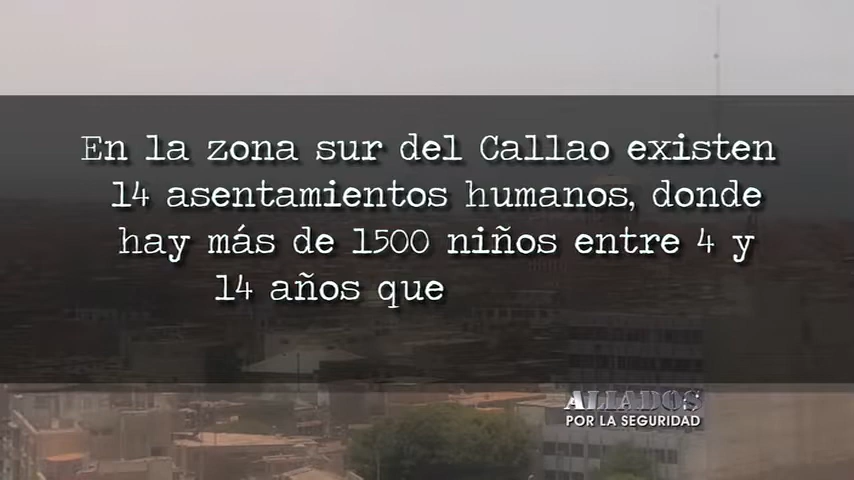 En la zona sur del Callao existen
14 asentamientos humanos, donde
hay más de 1500 niños entre 4 y
14 años que
ALIADOS
POR LA SEGURIDAD